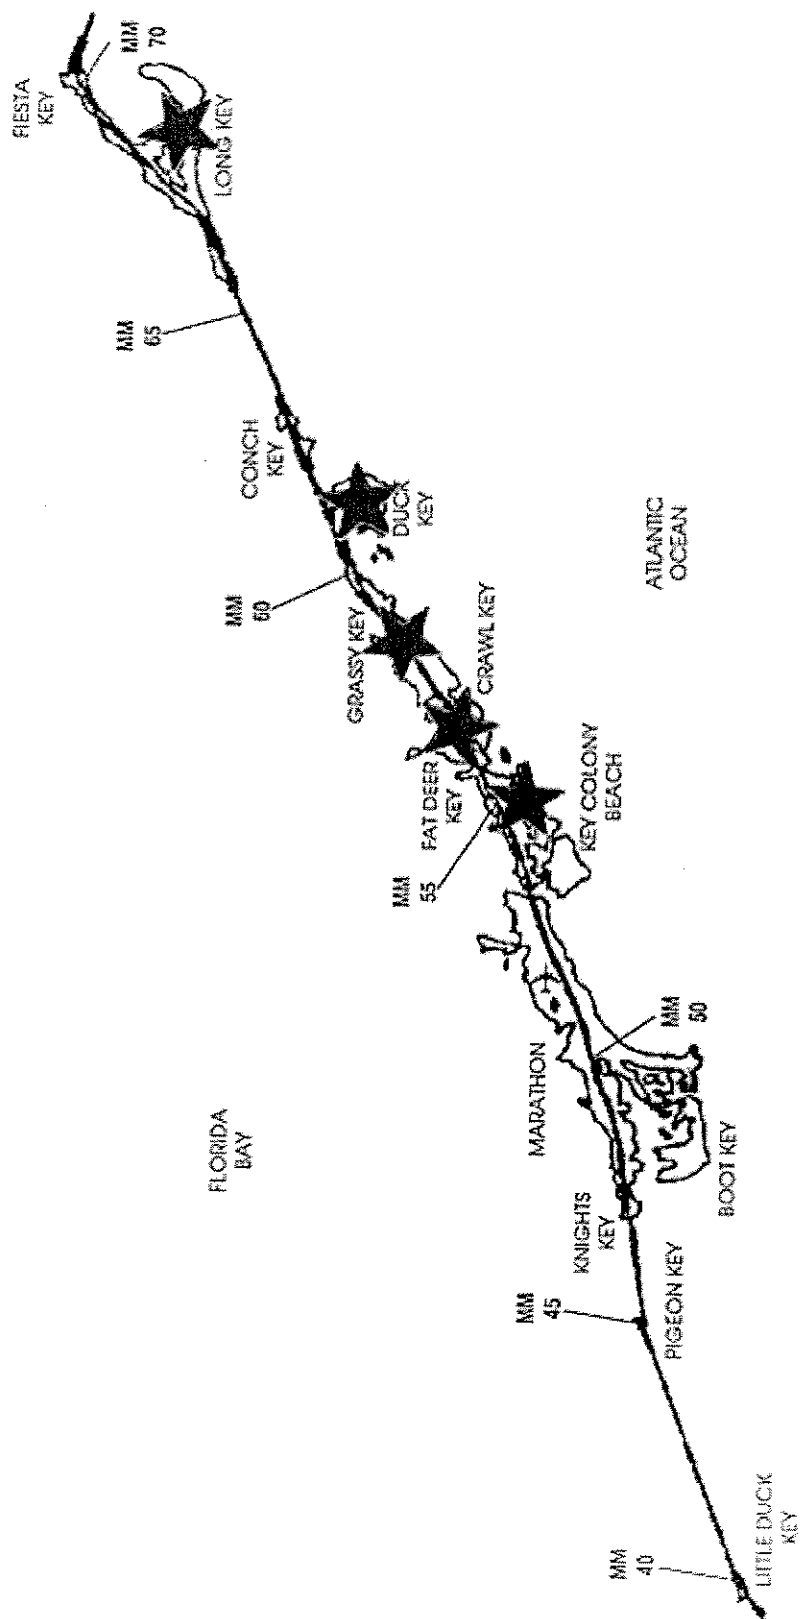 FIESTA
KEY
MM
70
LONG KEY
MM
65
CONCH
KEY
DUCK
KEY
MM
60
GRASSY KEY
CRAWL KEY
ATLANTIC
OCEAN
FAT DEER
KEY
KEY COLONY
BEACH
MM
55
MM
50
MARATHON
FLORIDA
BAY
BOOT KEY
KNIGHTS
KEY
MM
45
PIGEON KEY
MM
40
LITTLE DUCK
KEY